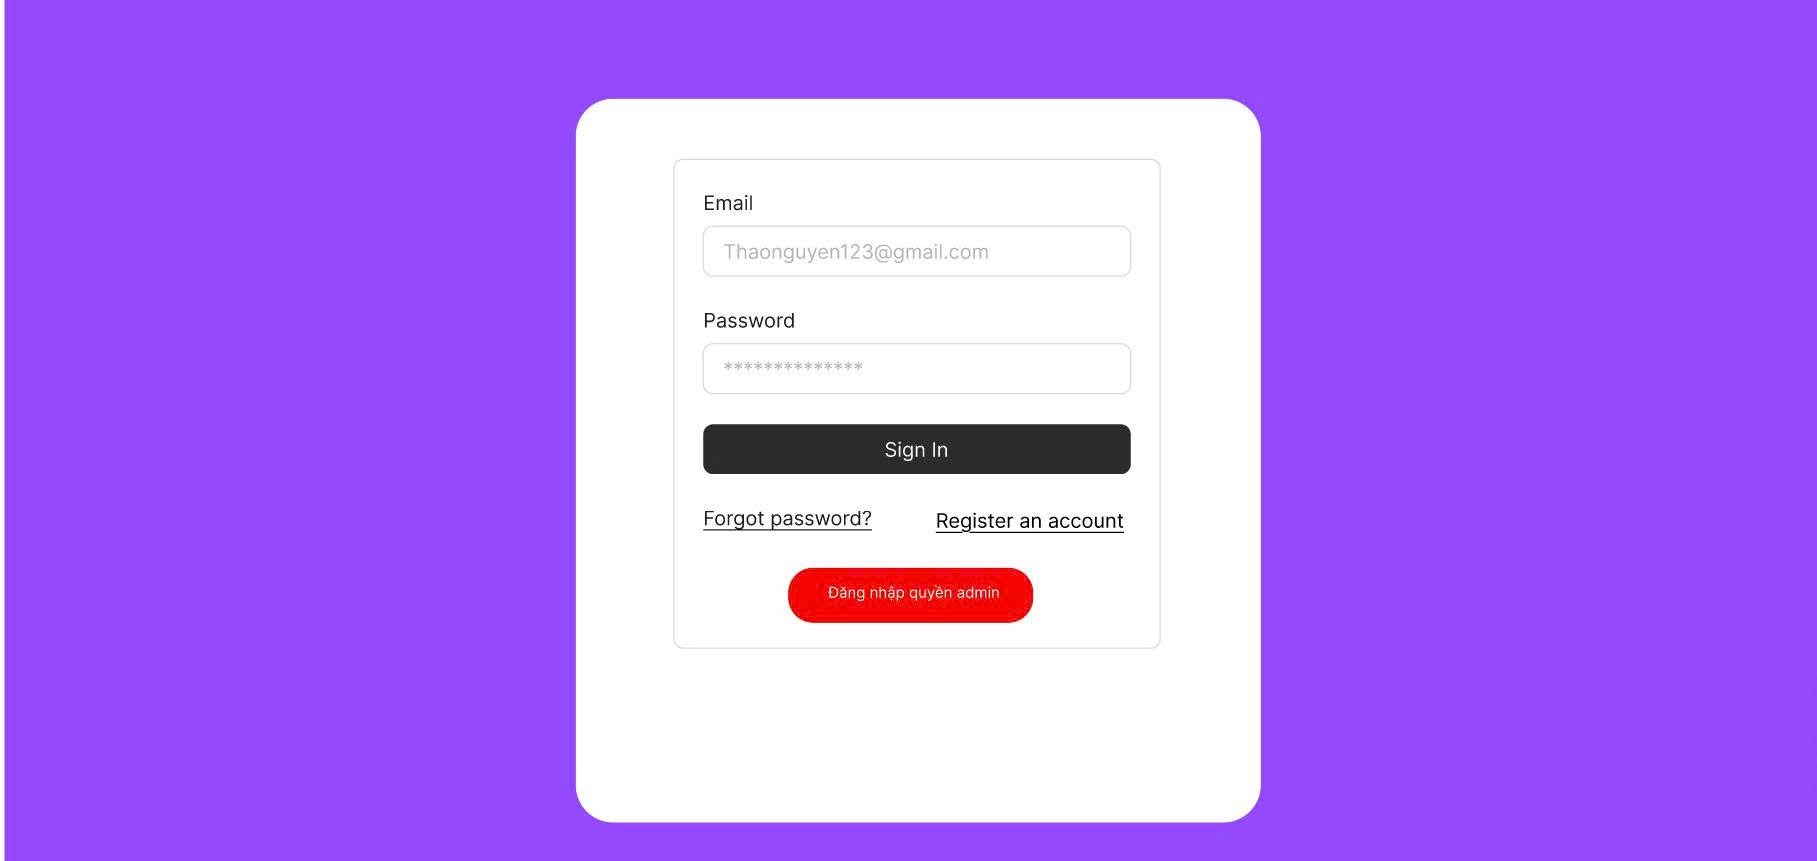 Email
Thaonguyen123@gmail.com
Password
**************
Sign In
Forgot password? Register an account
Đăng nhập quyền admin